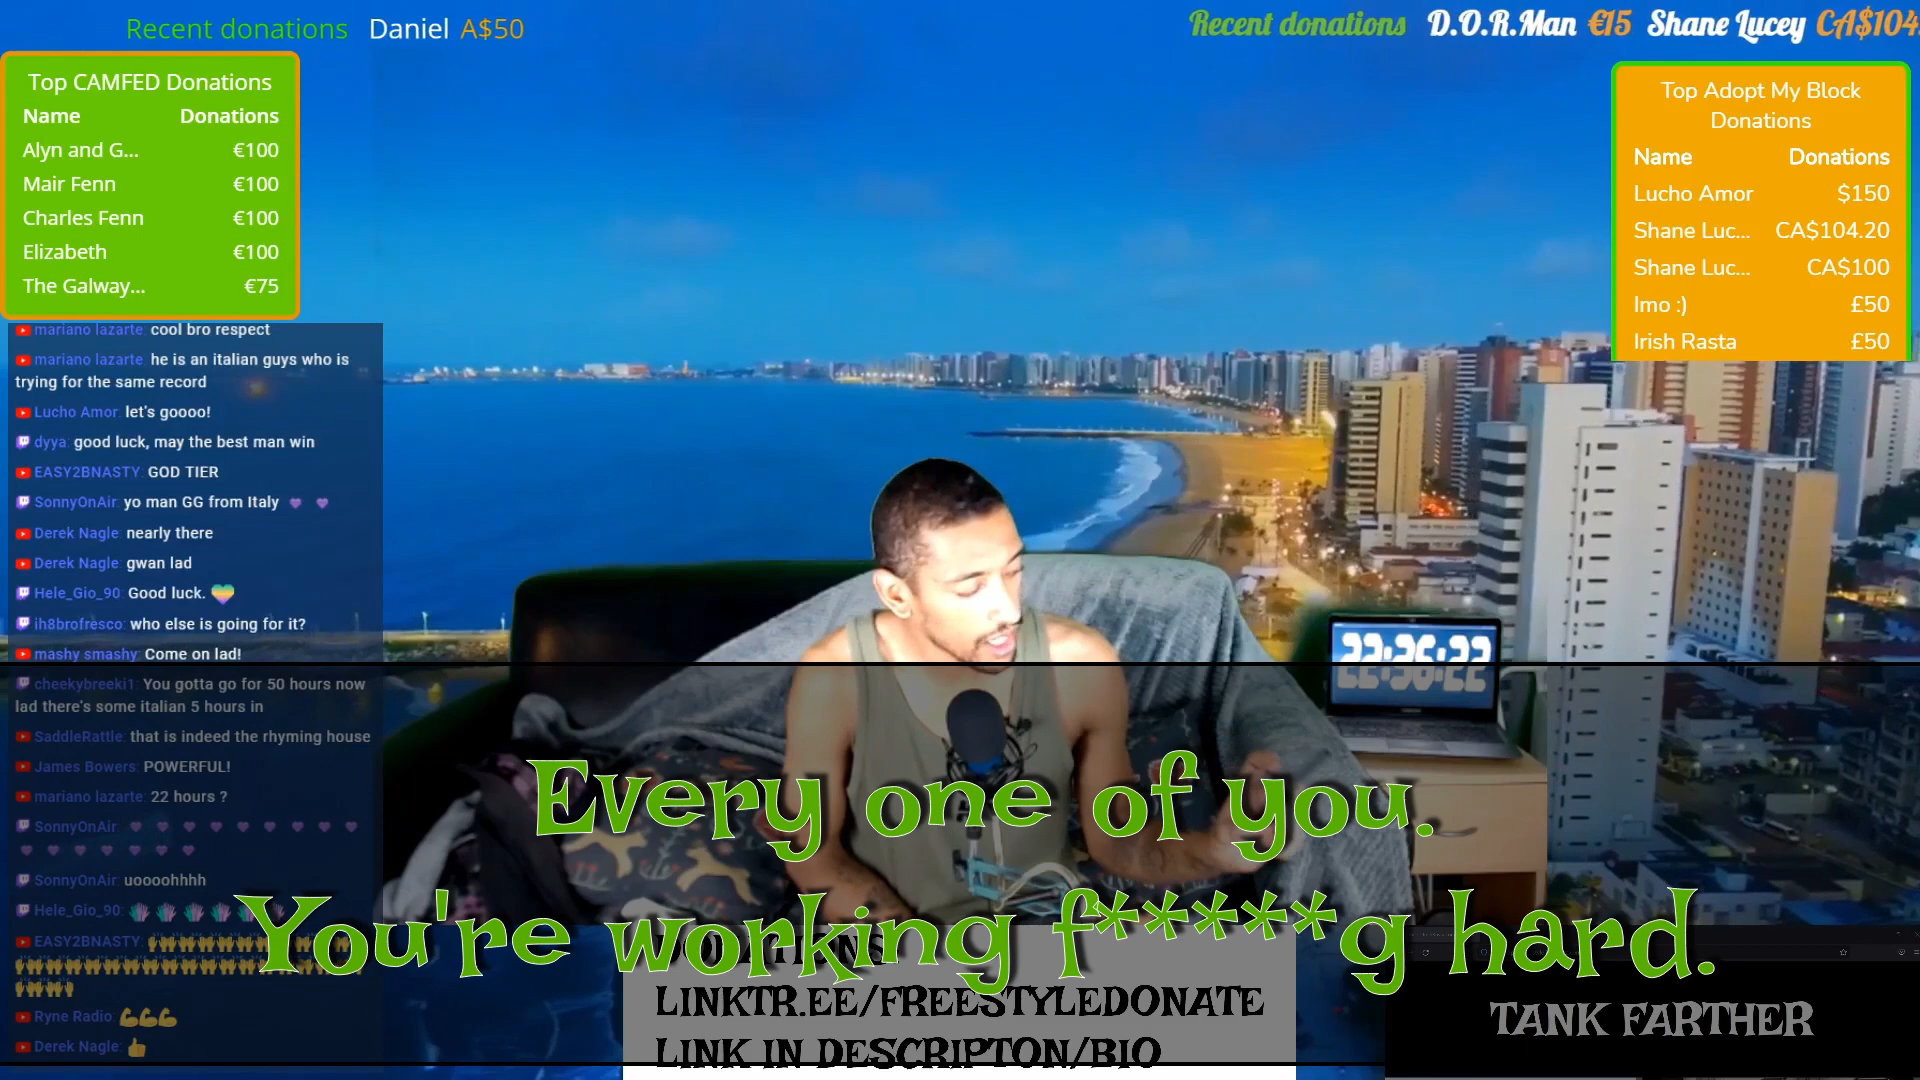 Recent donations Daniel A$50
Recent donations D.O.R.Man €15 Shane Lucey CA$104.
Top CAMFED Donations
Name Donations
Alyn and G... €100
Mair Fenn €100
Charles Fenn €100
Elizabeth €100
The Galway... €75
Top Adopt My Block
Donations
Name Donations
Lucho Amor $150
Shane Luc... CA$104.20
Shane Luc... CA$100
Imo :) £50
Irish Rasta £50
mariano lazarte: cool bro respect
mariano lazarte: he is an italian guys who is
trying for the same record
Lucho Amor: let's goooo!
dyya: good luck, may the best man win
EASY2BNASTY: GOD TIER
SonnyOnAir: yo man GG from Italy
Derek Nagle: nearly there
Derek Nagle: gwan lad
Hele_Gio_90: Good luck.
ih8brofresco: who else is going for it?
mashy smashy: Come on lad!
cheekybreeki1: You gotta go for 50 hours now
lad there's some italian 5 hours in
SaddleRattle: that is indeed the rhyming house
James Bowers: POWERFUL!
mariano lazarte: 22 hours ?
SonnyOnAir:
SonnyOnAir: uoooohhhh
Hele_Gio_90:
EASY2BNASTY:
Ryne Radio:
Derek Nagle:
22:36:22
Every one of you.
You're working f*****g hard.
DONATIONS
LINKTR.EE/FREESTYLEDONATE
LINK IN DESCRIPTON/BIO
TANK FARTHER